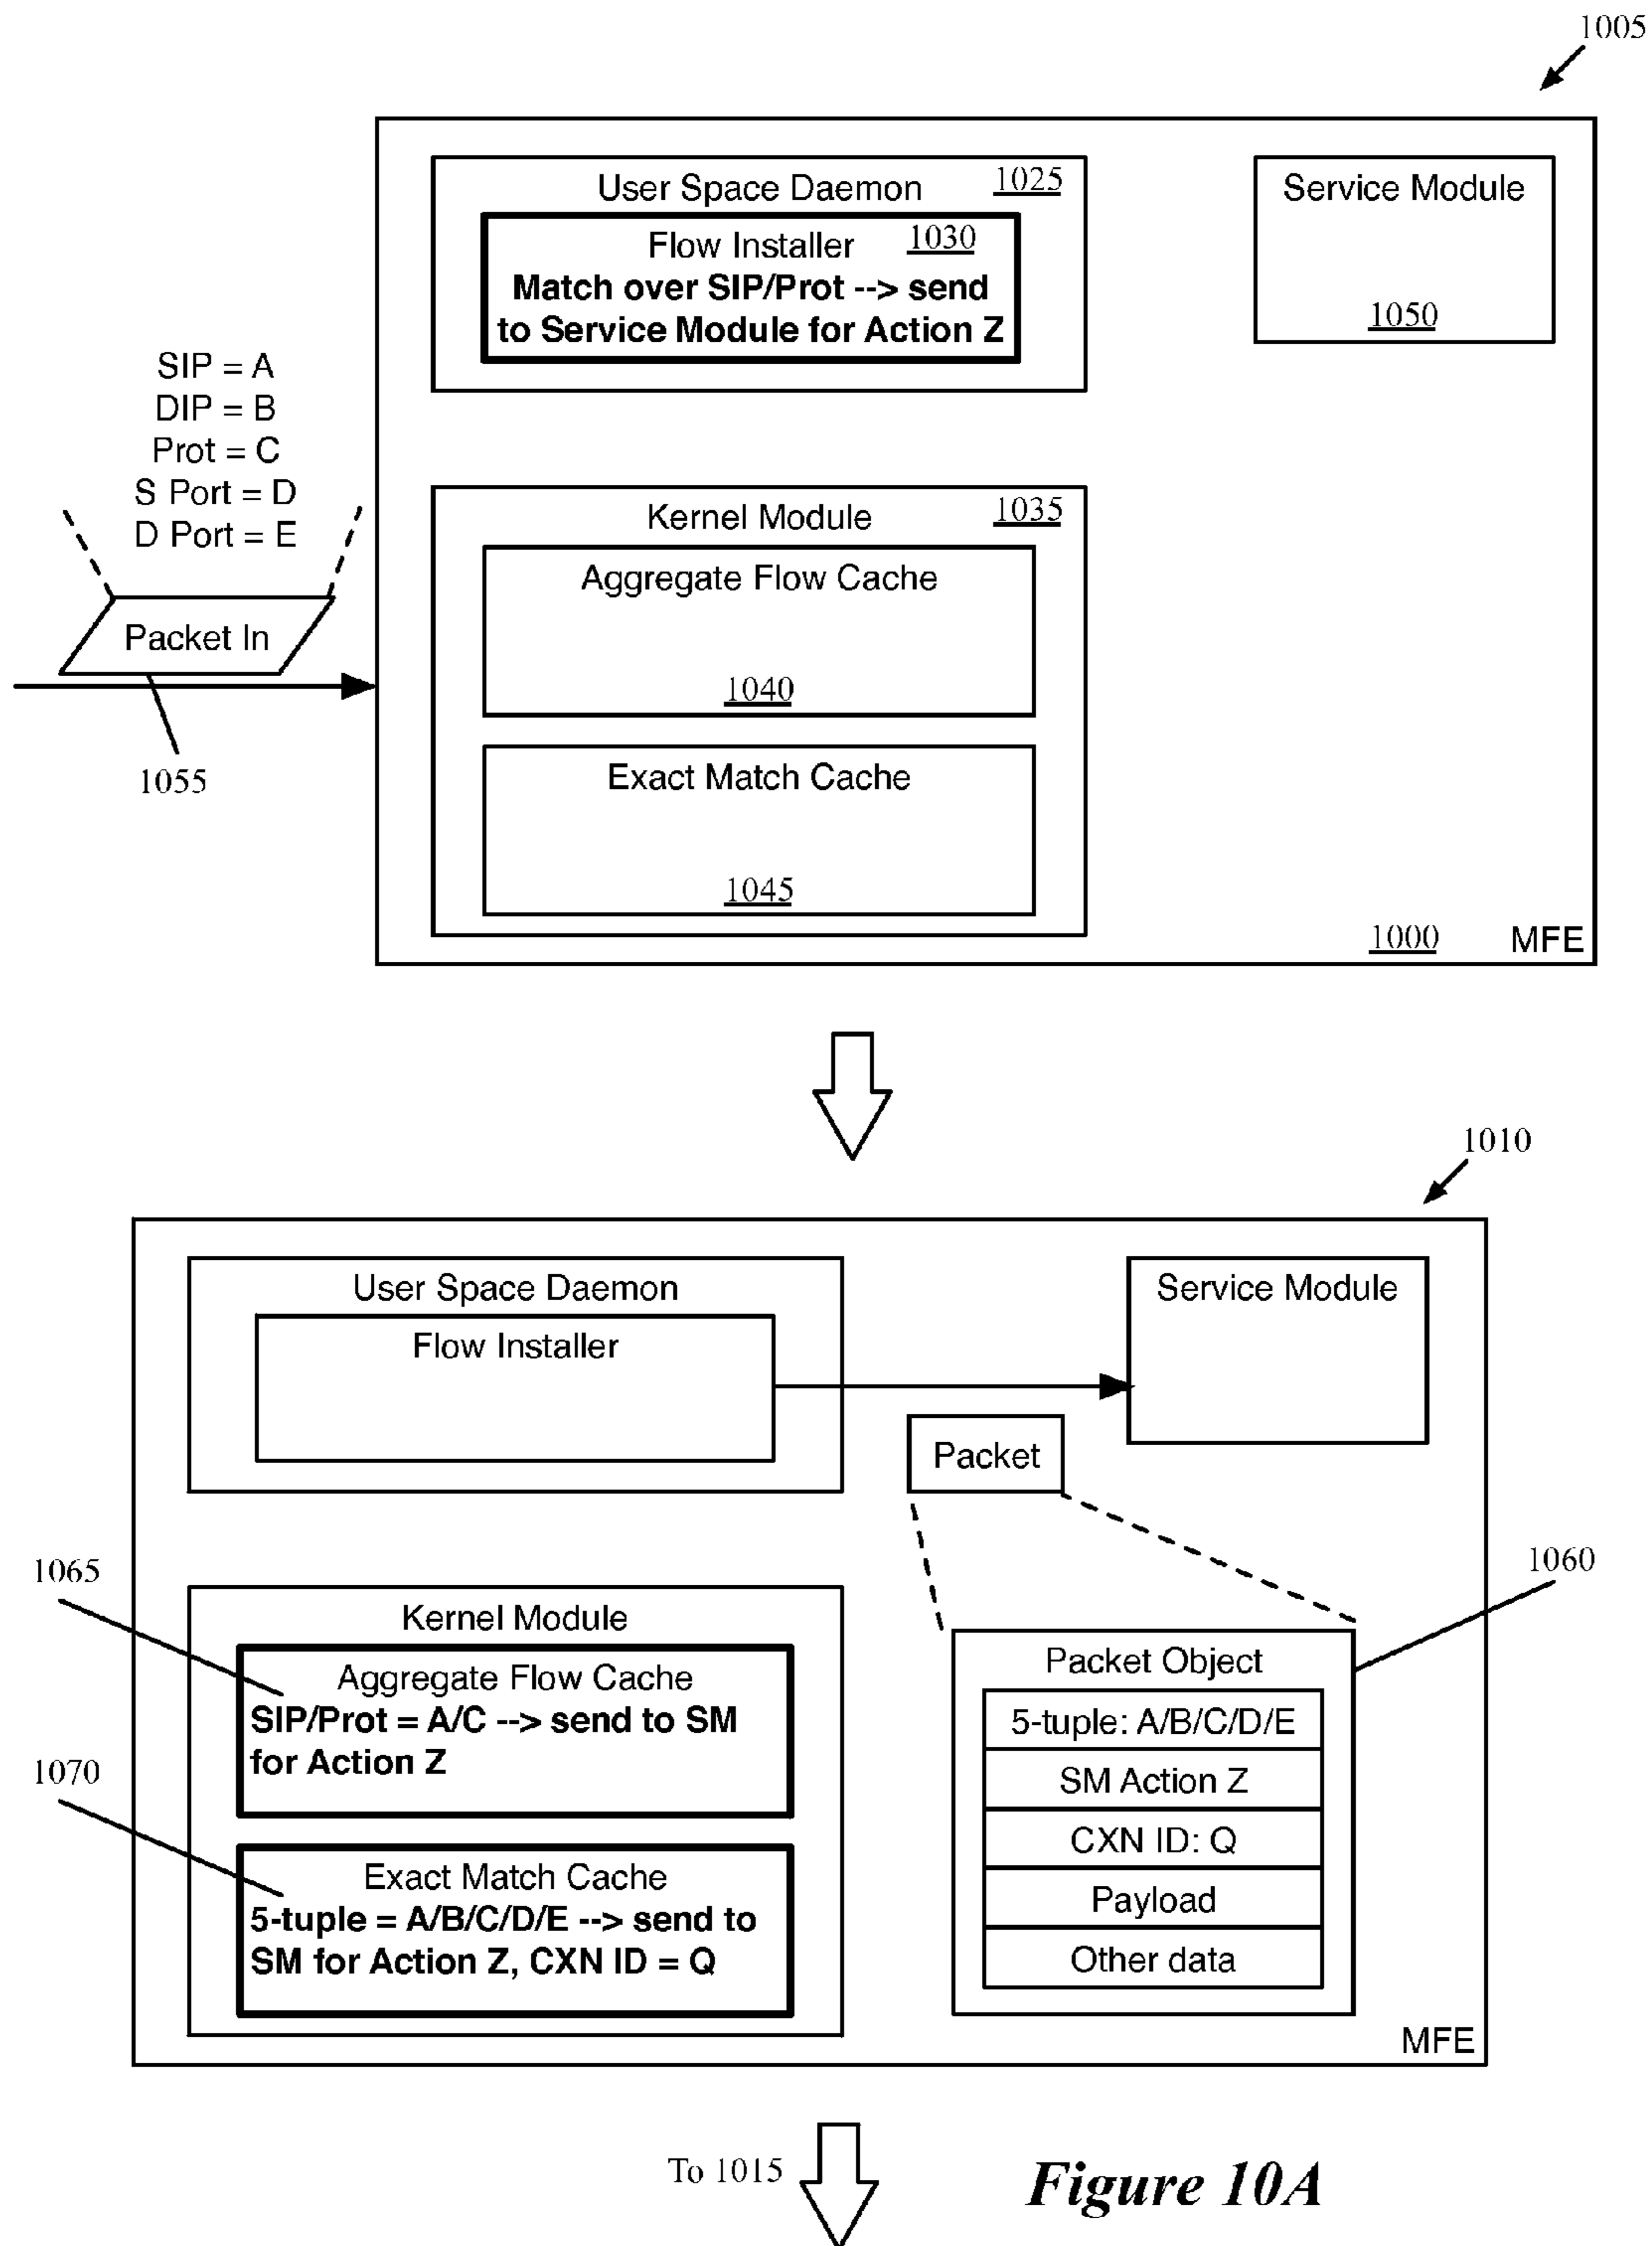 1005
User Space Daemon 1025
Flow Installer 1030
Match over SIP/Prot --> send
to Service Module for Action Z
Service Module
1050
SIP = A
DIP = B
Prot = C
S Port = D
D Port = E
Packet In
1055
Kernel Module 1035
Aggregate Flow Cache
1040
Exact Match Cache
1045
1000 MFE
1010
User Space Daemon
Flow Installer
Service Module
Packet
1065
1060
Kernel Module
Aggregate Flow Cache
SIP/Prot = A/C --> send to SM
for Action Z
1070
Exact Match Cache
5-tuple = A/B/C/D/E --> send to
SM for Action Z, CXN ID = Q
Packet Object
5-tuple: A/B/C/D/E
SM Action Z
CXN ID: Q
Payload
Other data
MFE
To 1015
Figure 10A